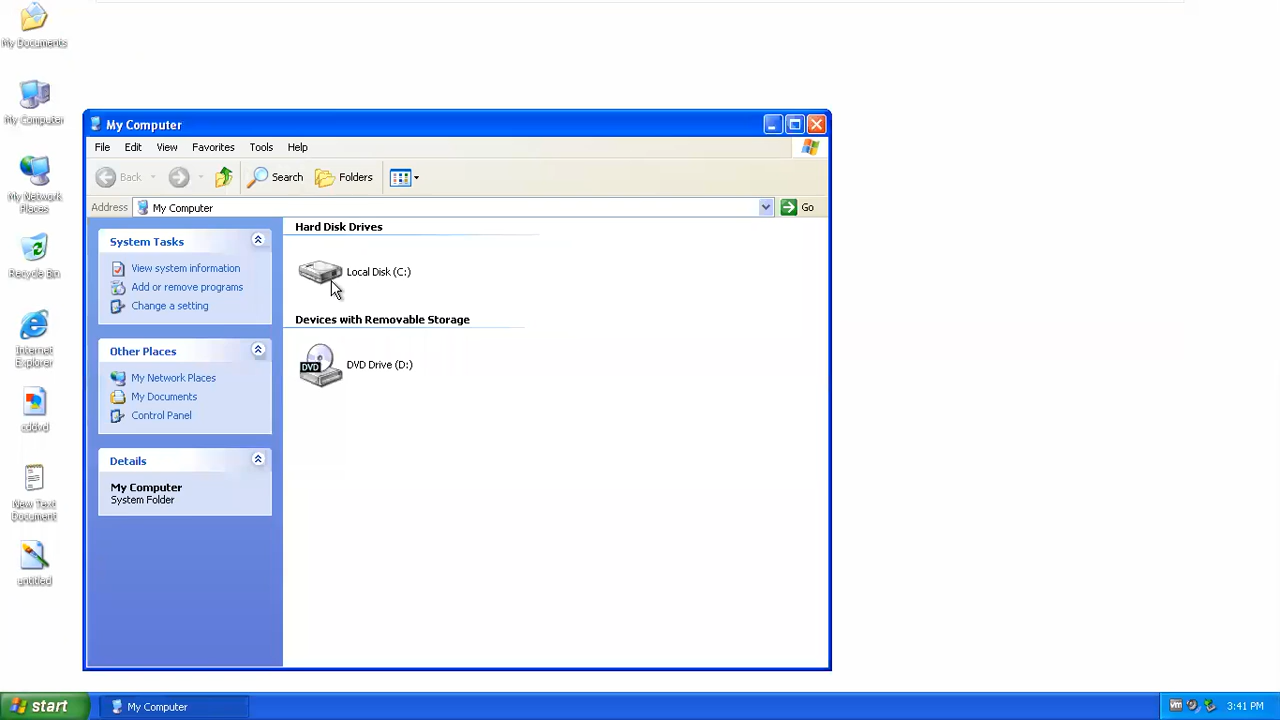 My Documents
My Computer
My Network
Places
Recycle Bin
Internet
Explorer
cddvd
New Text
Document
untitled
My Computer
File Edit View Favorites Tools Help
Back Search Folders
Address My Computer Go
System Tasks
View system information
Add or remove programs
Change a setting
Other Places
My Network Places
My Documents
Control Panel
Details
My Computer
System Folder
Hard Disk Drives
Local Disk (C:)
Devices with Removable Storage
DVD
DVD Drive (D:)
start My Computer vm 3:41 PM